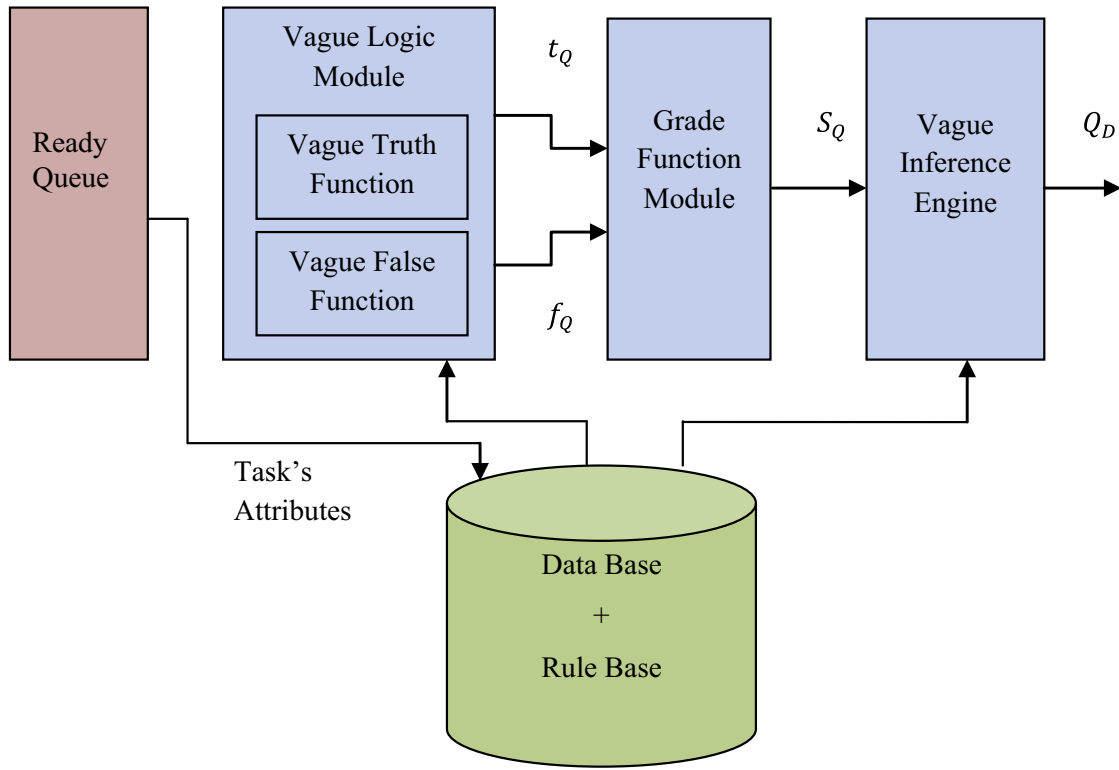 Ready
Queue
Vague Logic
Module
Vague Truth
Function
Vague False
Function
t_Q
f_Q
Grade
Function
Module
S_Q
Vague
Inference
Engine
Q_D
Task's
Attributes
Data Base
+
Rule Base